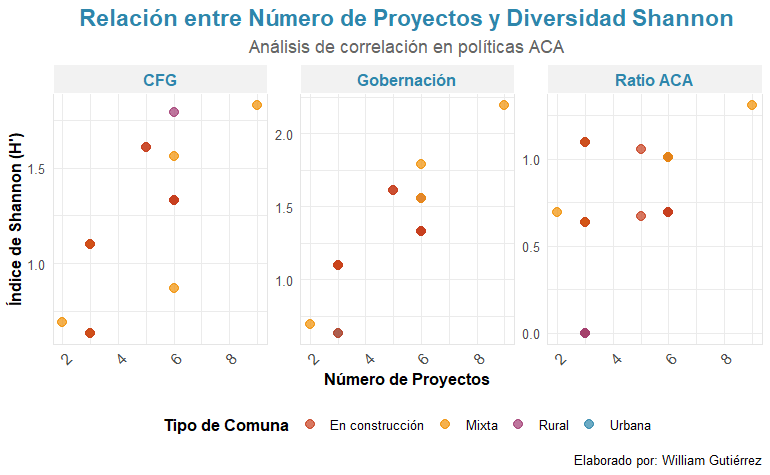 Relación entre Número de Proyectos y Diversidad Shannon
Análisis de correlación en políticas ACA
CFG Gobernación Ratio ACA
Índice de Shannon (H')
1.5
1.0
2.0
1.5
1.0
1.0
0.5
0.0
2 4 6 8 2 4 6 8 2 4 6 8
Número de Proyectos
Tipo de Comuna En construcción Mixta Rural Urbana
Elaborado por: William Gutiérrez